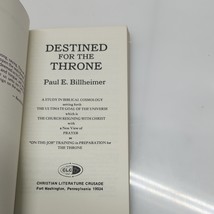 DESTINED
FOR THE
THRONE
Paul E. Billheimer
A STUDY IN BIBLICAL COSMOLOGY
setting forth
THE ULTIMATE GOAL OF THE UNIVERSE
which is
THE CHURCH REIGNING WITH CHRIST
with
a New View of
PRAYER
as
"ON-THE-JOB" TRAINING in PREPARATION for
THE THRONE
CLC
CHRISTIAN LITERATURE CRUSADE
Fort Washington, Pennsylvania 19034